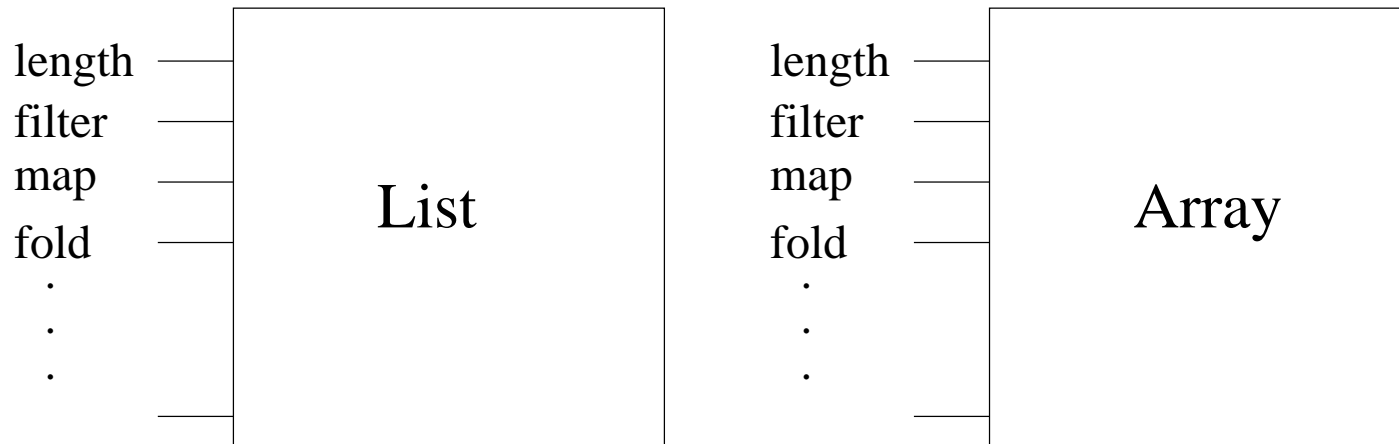 length
filter
map
fold
.
.
.
List
length
filter
map
fold
.
.
.
Array